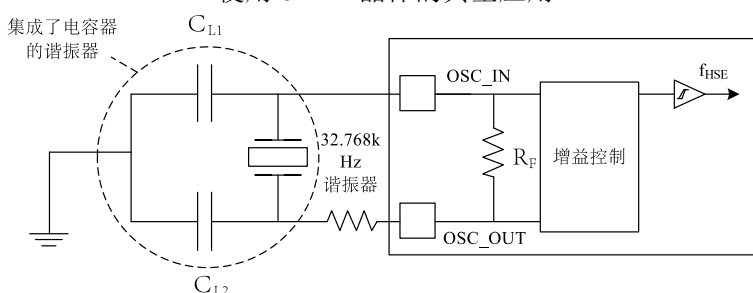 集成了电容器
的谐振器
C_L1
OSC_IN
f_HSE
32.768k
Hz
谐振器
R_F
增益控制
OSC_OUT
C_L2